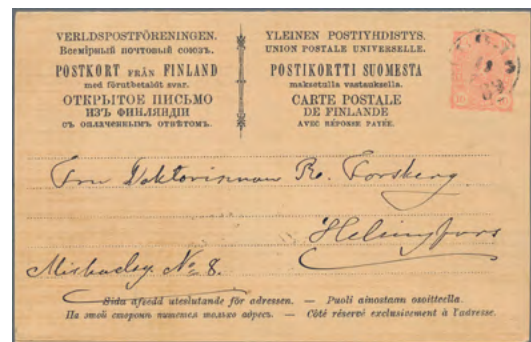 VERLDSPOSTFÖRENINGEN.
Всемірный почтовый союзъ.
POSTKORT FRÅN FINLAND
med förutbetaldt svar.
ОТКРЫТОЕ ПИСЬМО
ИЗЪ ФИНЛЯНДІИ
съ оплаченнымъ отвѣтомъ.
YLEINEN POSTIYHDISTYS.
UNION POSTALE UNIVERSELLE.
POSTIKORTTI SUOMESTA
maksetulla vastauksella.
CARTE POSTALE
DE FINLANDE
AVEC RÉPONSE PAYÉE.
10 10
Fru Doktorinnan Ro. Forsberg.
Helsingfors
No 8.
Sida afsedd uteslutande för adressen. — Puoli ainoastaan osoitteella.
На этой сторонѣ пишется только адресъ. — Côté réservé exclusivement à l'adresse.